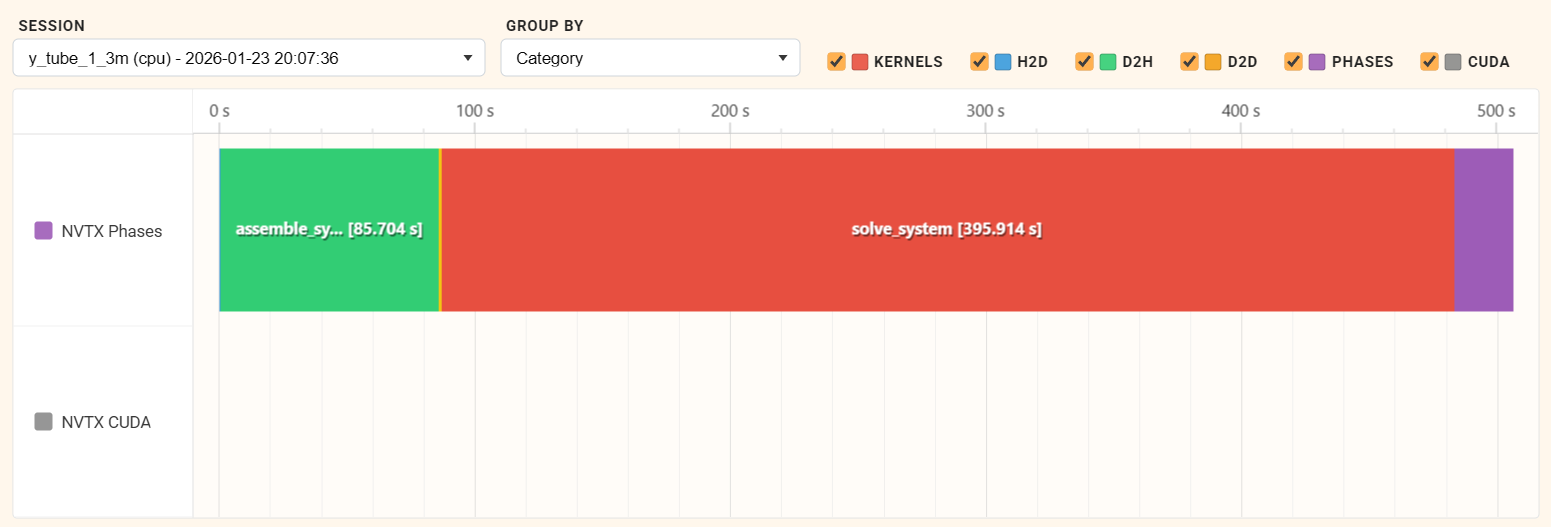 SESSION
GROUP BY
y_tube_1_3m (cpu) - 2026-01-23 20:07:36
Category
KERNELS
H2D
D2H
D2D
PHASES
CUDA
0 s
100 s
200 s
300 s
400 s
500 s
NVTX Phases
assemble_sy... [85.704 s]
solve_system [395.914 s]
NVTX CUDA